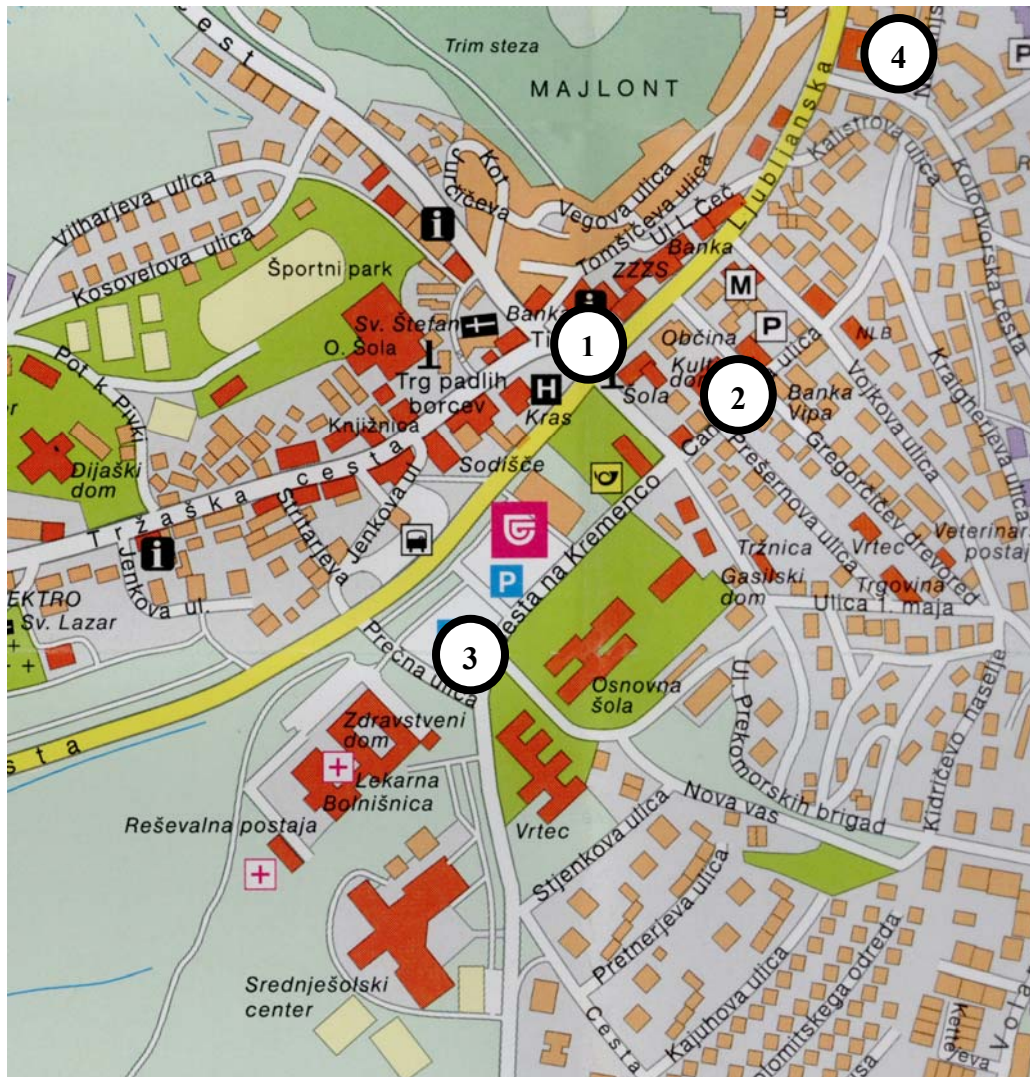 cest
Trim steza
MAJLONT
4
P
Ljubljanska
Kalistrova
ulica
Kolodvorska cesta
Kot
Jurčičeva
Vegova ulica
Tomšičeva ulica
Ul. I. Čeč
Vilharjeva ulica
Kosovelova ulica
i
Športni park
Banka
ZZZS
M
Sv. Štefan
Banka
i
Občina
P
NLB
O. Šola
1
Trg padlih
borcev
H
Kras
Šola
2
ulica
Banka
Vipa
Vojkova ulica
Kraigherjeva ulica
Pot k Pivki
Knjižnica
Dijaški
dom
Sodišče
Tržaška cesta
Jenkova ul.
Prešernova ulica
Gregorčičev drevored
i
Jenkova ul.
P
Cesta na Kremenco
Tržnica
Vrtec
Gasilski
dom
Trgovina
Ulica 1. maja
Sv. Lazar
3
Prečna ulica
Osnovna
šola
Ul. Prekomorskih brigad
Kidričevo naselje
Zdravstveni
dom
Lekarna
Bolnišnica
Reševalna postaja
Vrtec
Nova vas
Stjenkova ulica
Pretnerjeva ulica
Srednješolski
center
Cesta
Kajuhova ulica